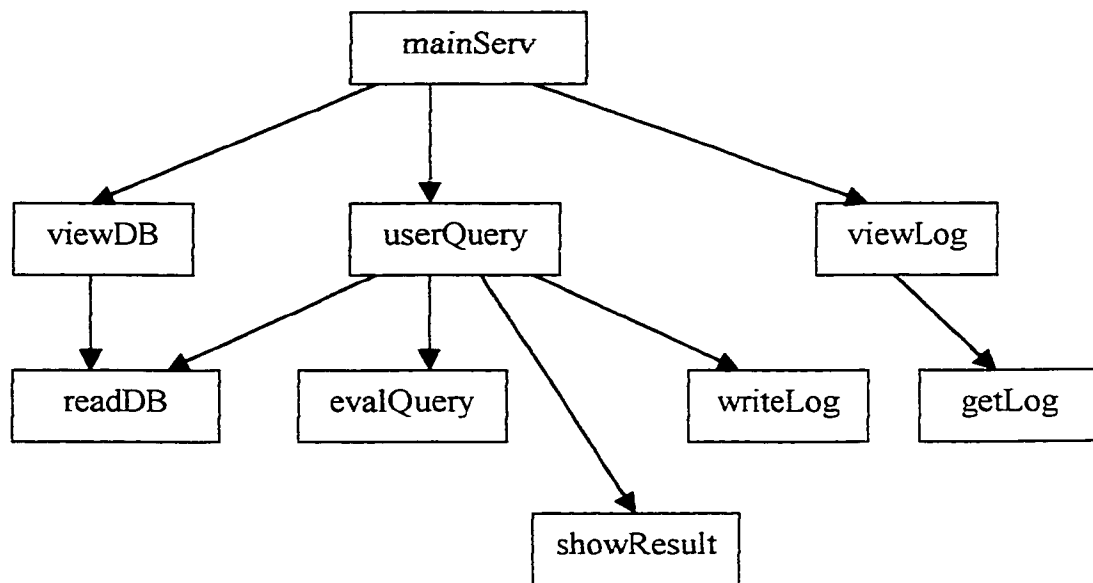 mainServ
viewDB
userQuery
viewLog
readDB
evalQuery
writeLog
getLog
showResult